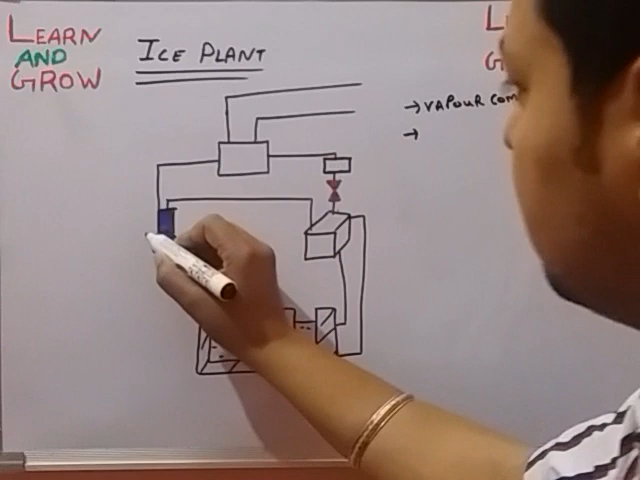 LEARN
AND
GROW
ICE PLANT
→VAPOUR COM
→